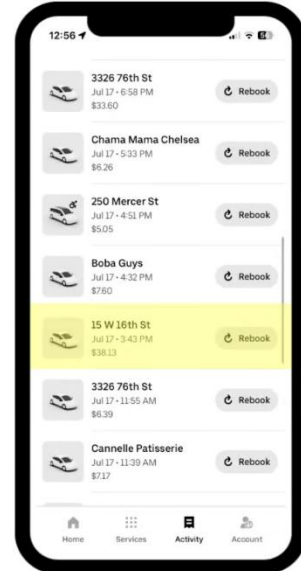 12:56
3326 76th St
Jul 17 • 6:58 PM
$33.60
Rebook
Chama Mama Chelsea
Jul 17 • 5:33 PM
$6.26
Rebook
250 Mercer St
Jul 17 • 4:51 PM
$5.05
Rebook
Boba Guys
Jul 17 • 4:32 PM
$7.60
Rebook
15 W 16th St
Jul 17 • 3:43 PM
$38.13
Rebook
3326 76th St
Jul 17 • 11:55 AM
$6.39
Rebook
Cannelle Patisserie
Jul 17 • 11:39 AM
$7.17
Rebook
Home Services Activity Account